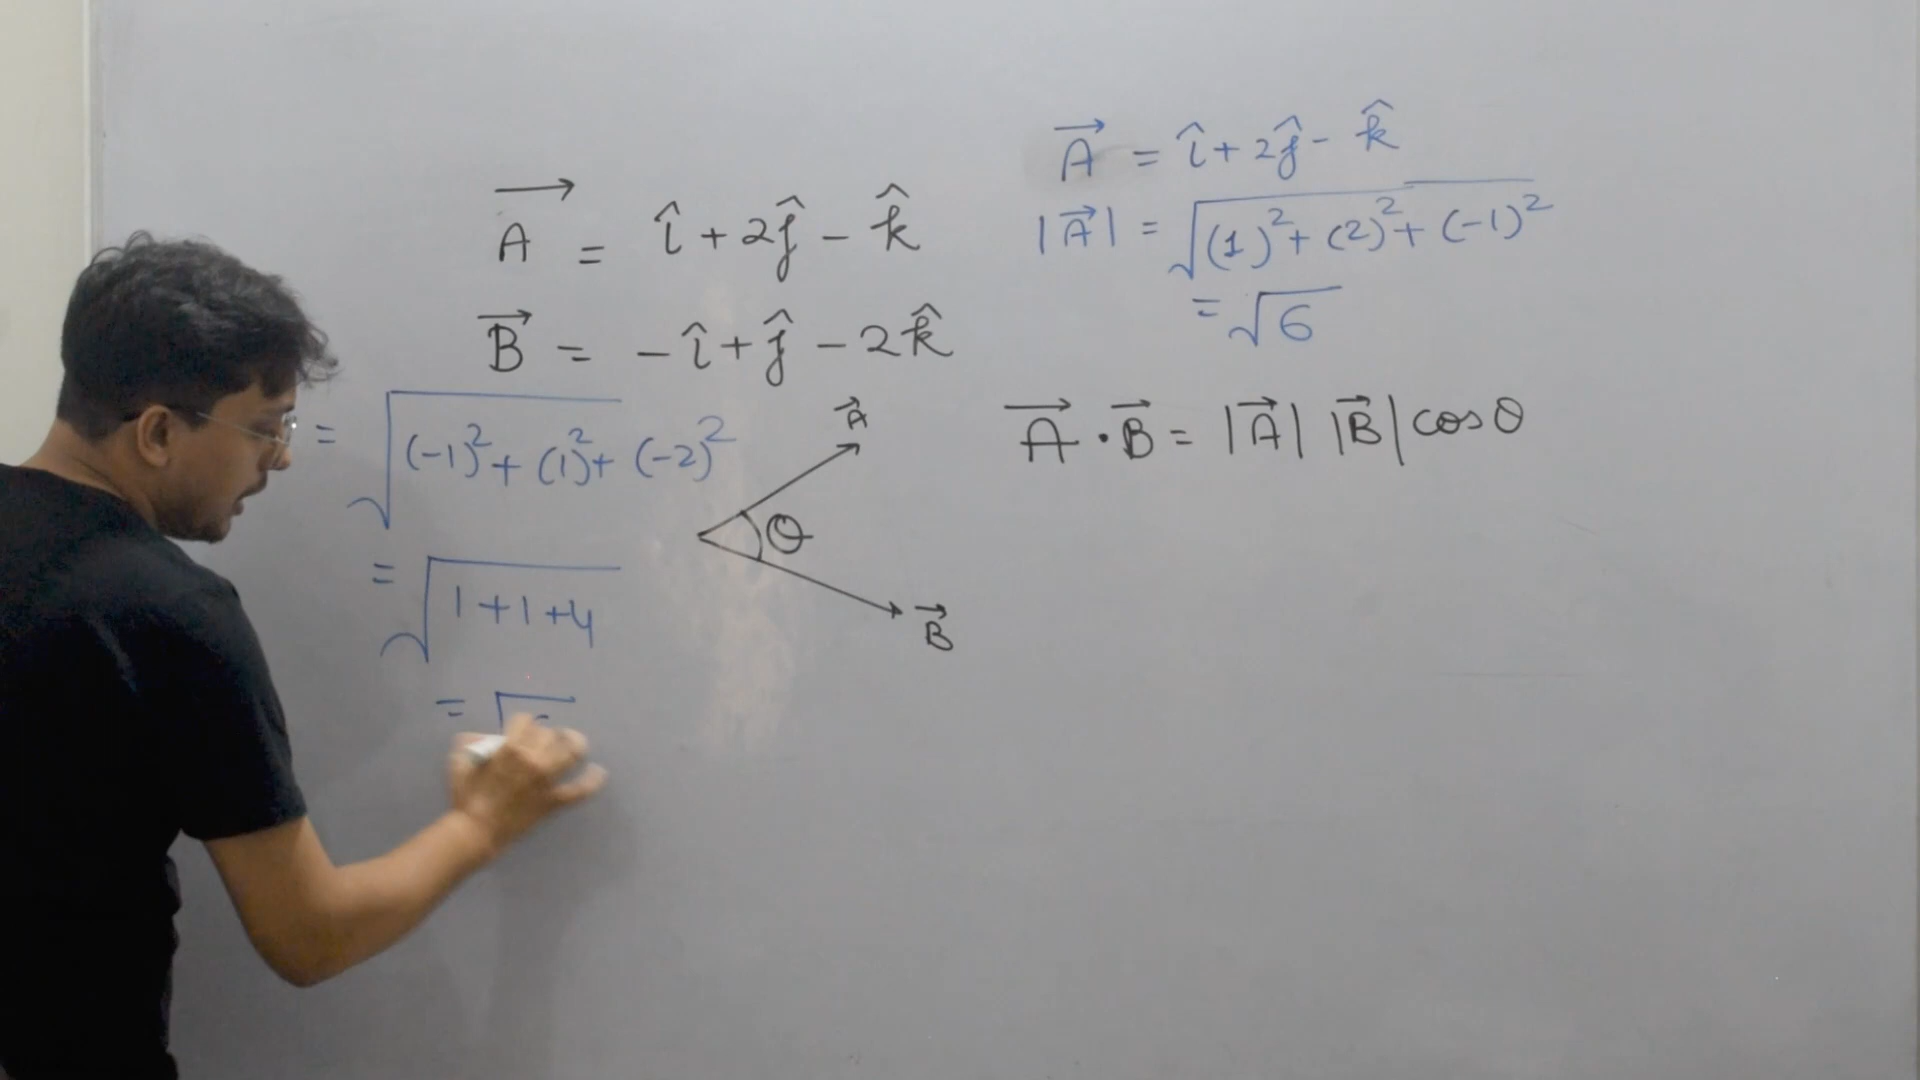 A⃗ = î + 2ĵ - k̂
B⃗ = -î + ĵ - 2k̂
= √(-1)² + (1)² + (-2)²
= √1+1+4
= √
A⃗
θ
B⃗
A⃗ = î + 2ĵ - k̂
|A⃗| = √(1)² + (2)² + (-1)²
= √6
A⃗ · B⃗ = |A⃗| |B⃗| cos θ